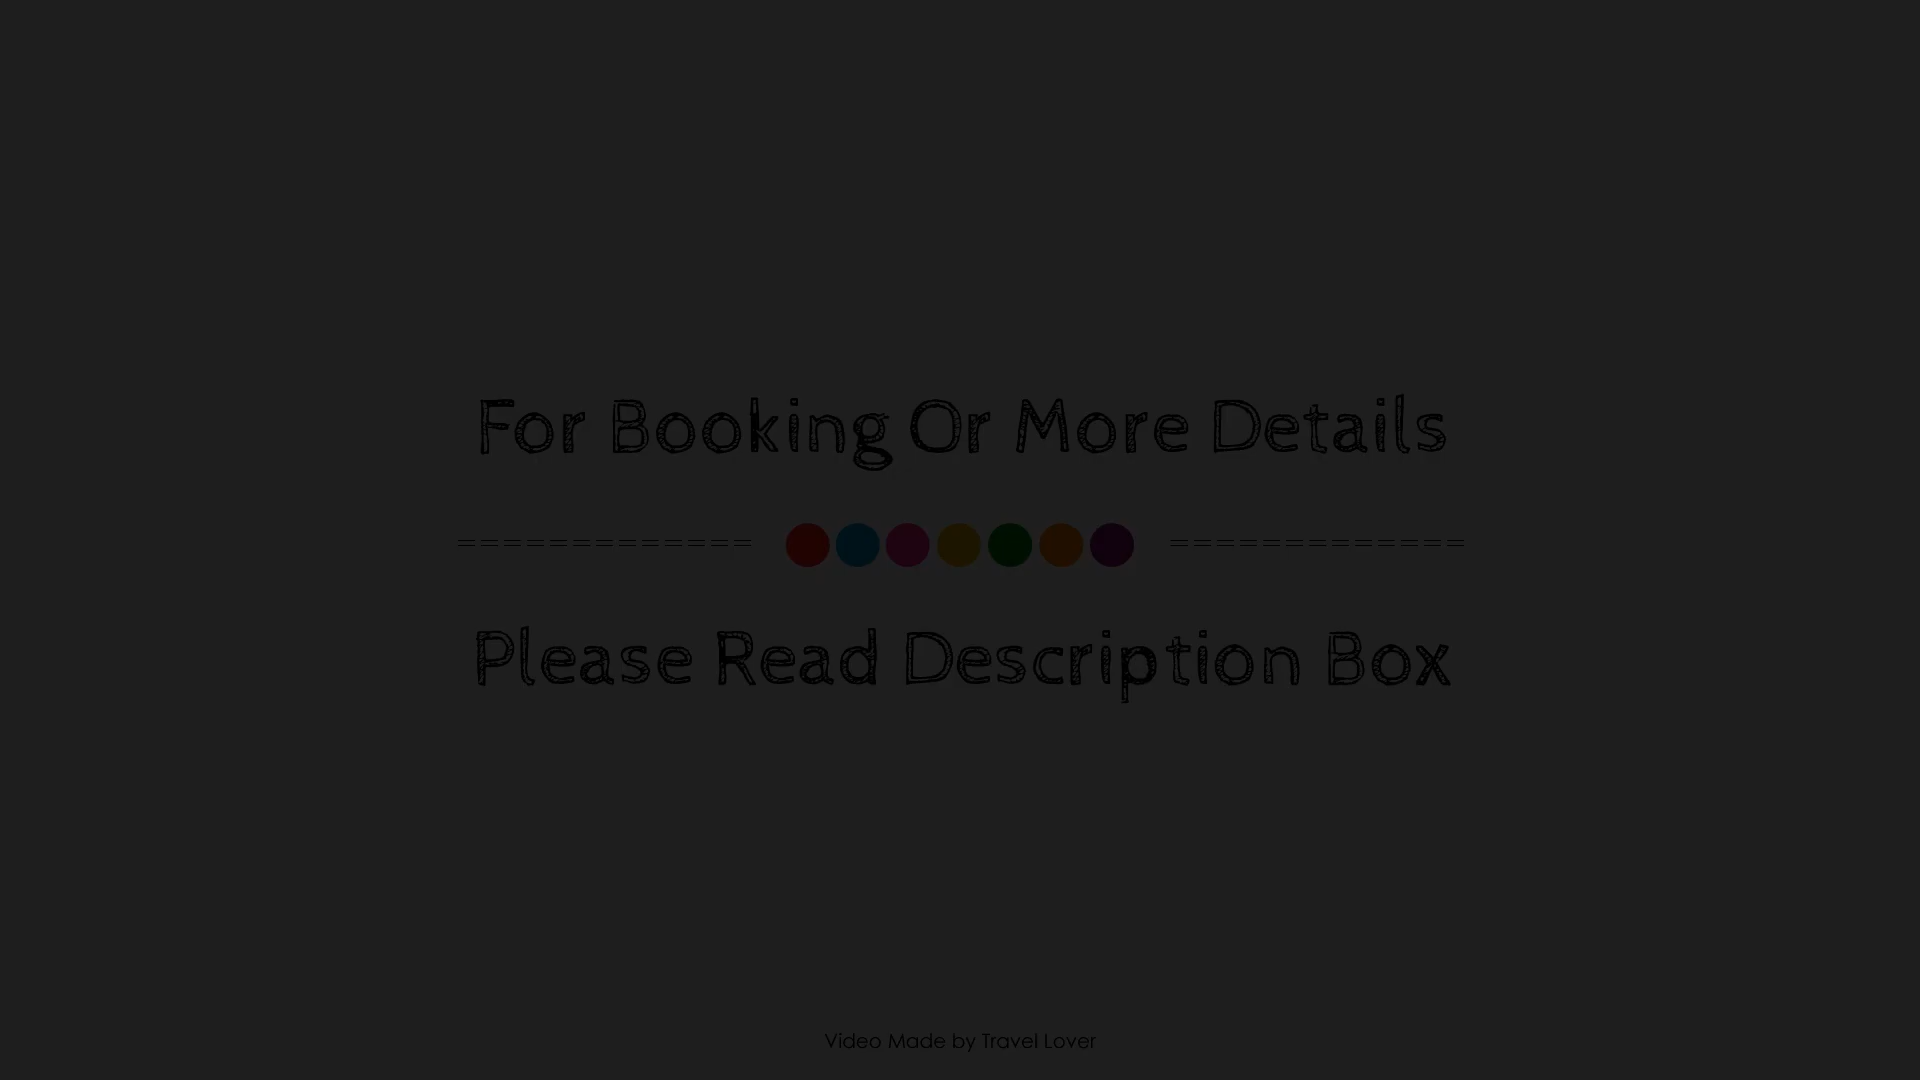 For Booking Or More Details
============= =============
Please Read Description Box
Video Made by Travel Lover